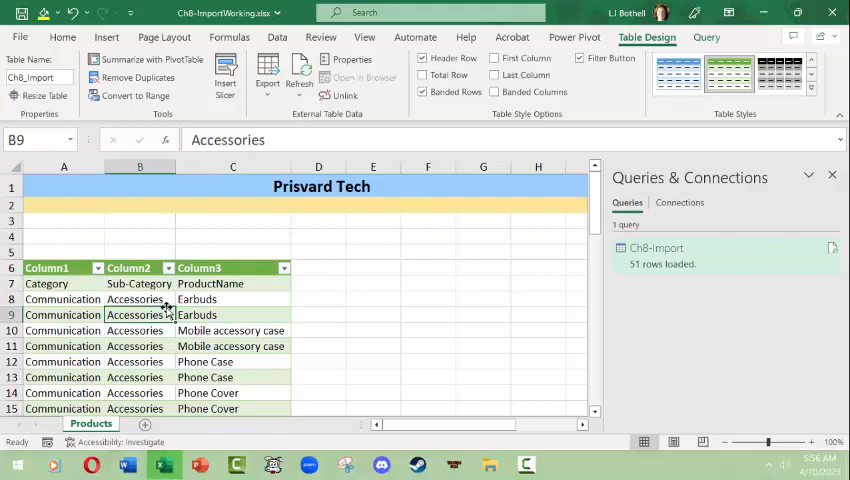 Ch8-ImportWorking.xlsx
Search
LJ Bothell
File Home Insert Page Layout Formulas Data Review View Automate Help Acrobat Power Pivot Table Design Query
Table Name:
Ch8_Import
Resize Table
Properties
Summarize with PivotTable
Remove Duplicates
Convert to Range
Tools
Insert
Slicer
Export
Refresh
Properties
Open in Browser
Unlink
External Table Data
Header Row
Total Row
Banded Rows
First Column
Last Column
Banded Columns
Filter Button
Table Style Options
Table Styles
B9
fx
Accessories
A B C D E F G H
1 Prisvard Tech
2
3
4
5
6 Column1 Column2 Column3
7 Category Sub-Category ProductName
8 Communication Accessories Earbuds
9 Communication Accessories Earbuds
10 Communication Accessories Mobile accessory case
11 Communication Accessories Mobile accessory case
12 Communication Accessories Phone Case
13 Communication Accessories Phone Case
14 Communication Accessories Phone Cover
15 Communication Accessories Phone Cover
Products
Queries & Connections
Queries Connections
1 query
Ch8-Import
51 rows loaded.
Ready
Accessibility: Investigate
100%
5:56 AM
4/10/2023